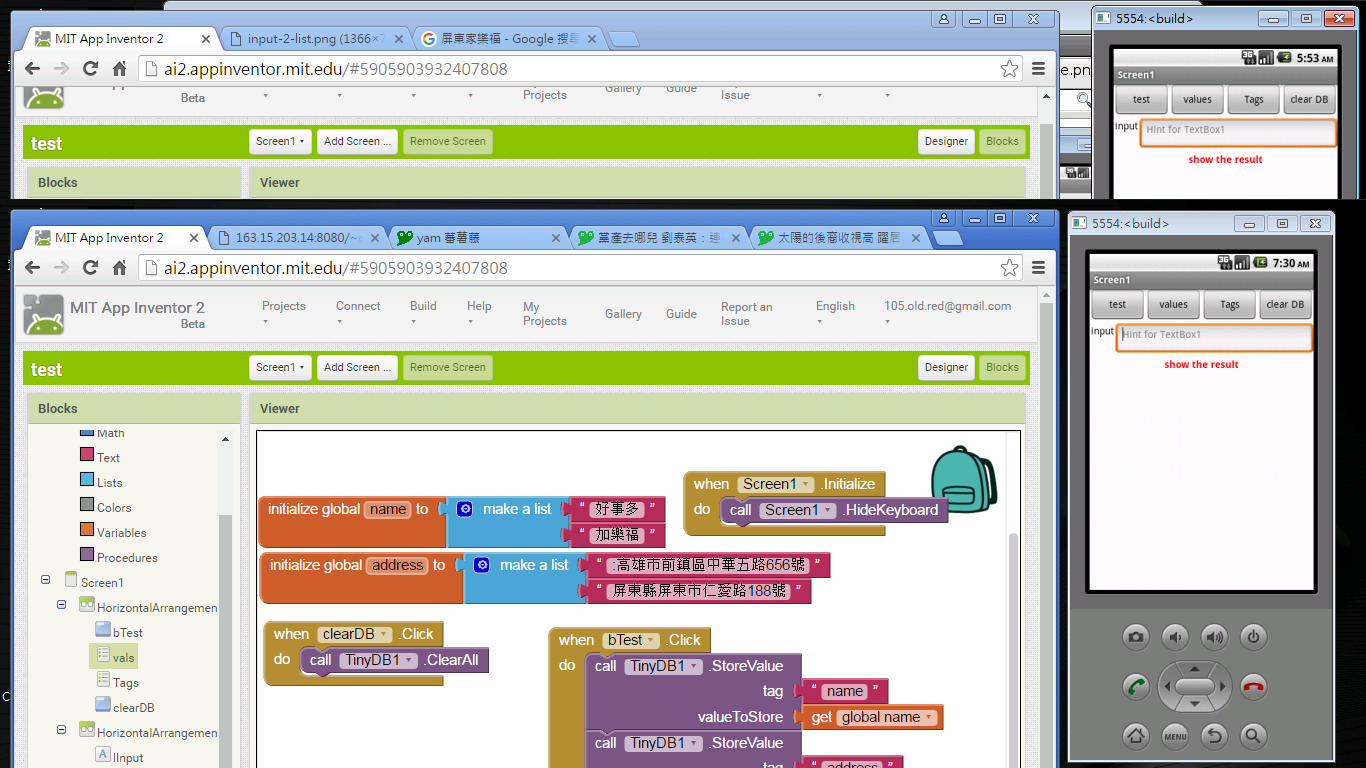 MIT App Inventor 2
input-2-list.png (1366×7
屏東家樂福 - Google 搜尋
5554:<build>
ai2.appinventor.mit.edu/#5905903932407808
e.pn
5:53 AM
Screen1
test values Tags clear DB
input Hint for TextBox1
show the result
Beta
Projects
Gallery
Guide
Issue
test
Screen1 Add Screen ... Remove Screen
Designer Blocks
Blocks
Viewer
MIT App Inventor 2
163.15.203.14:8080/~
yam 蕃薯藤
黨產去哪兒 劉泰英：連
太陽的後裔收視高 躍居
ai2.appinventor.mit.edu/#5905903932407808
MIT App Inventor 2
Beta
Projects
Connect
Build
Help
My Projects
Gallery
Guide
Report an Issue
English
105.old.red@gmail.com
test
Screen1 Add Screen ... Remove Screen
Designer Blocks
Blocks
Viewer
Math
Text
Lists
Colors
Variables
Procedures
Screen1
HorizontalArrangemen
bTest
vals
Tags
clearDB
HorizontalArrangemen
lInput
initialize global name to make a list “ 好事多 ”
“ 加樂福 ”
when Screen1 .Initialize
do call Screen1 .HideKeyboard
initialize global address to make a list “ :高雄市前鎮區中華五路656號 ”
“ 屏東縣屏東市仁愛路188號 ”
when clearDB .Click
do call TinyDB1 .ClearAll
when bTest .Click
do call TinyDB1 .StoreValue
tag “ name ”
valueToStore get global name
call TinyDB1 .StoreValue
tag “ address ”
5554:<build>
7:30 AM
Screen1
test values Tags clear DB
input Hint for TextBox1
show the result
MENU